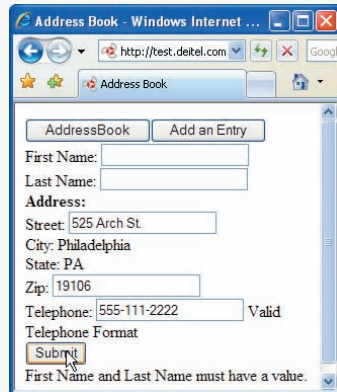 Address Book - Windows Internet ...
http://test.deitel.com
Googl
Address Book
AddressBook Add an Entry
First Name:
Last Name:
Address:
Street: 525 Arch St.
City: Philadelphia
State: PA
Zip: 19106
Telephone: 555-111-2222 Valid
Telephone Format
Submit
First Name and Last Name must have a value.